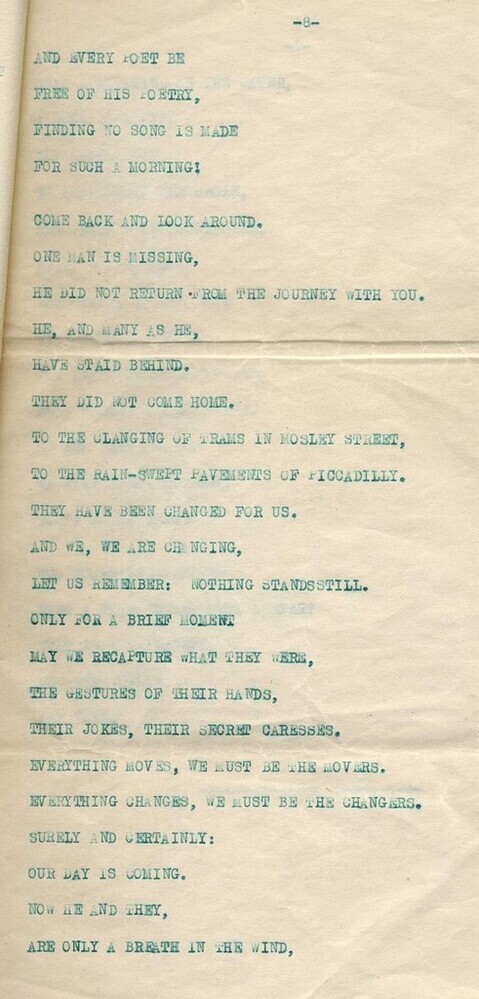 -8-
AND EVERY POET BE
FREE OF HIS POETRY,
FINDING NO SONG IS MADE
FOR SUCH A MORNING!
COME BACK AND LOOK AROUND.
ONE MAN IS MISSING,
HE DID NOT RETURN FROM THE JOURNEY WITH YOU.
HE, AND MANY AS HE,
HAVE STAID BEHIND.
THEY DID NOT COME HOME.
TO THE CLANGING OF TRAMS IN MOSLEY STREET,
TO THE RAIN-SWEPT PAVEMENTS OF PICCADILLY.
THEY HAVE BEEN CHANGED FOR US.
AND WE, WE ARE CHANGING,
LET US REMEMBER: NOTHING STANDSSTILL.
ONLY FOR A BRIEF MOMENT
MAY WE RECAPTURE WHAT THEY WERE,
THE GESTURES OF THEIR HANDS,
THEIR JOKES, THEIR SECRET CARESSES.
EVERYTHING MOVES, WE MUST BE THE MOVERS.
EVERYTHING CHANGES, WE MUST BE THE CHANGERS.
SURELY AND CERTAINLY:
OUR DAY IS COMING.
NOW HE AND THEY,
ARE ONLY A BREATH IN THE WIND,